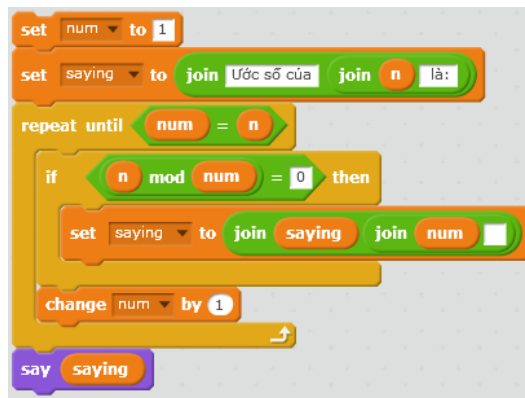 set num to 1
set saying to join Ước số của join n là:
repeat until num = n
if n mod num = 0 then
set saying to join saying join num
change num by 1
say saying